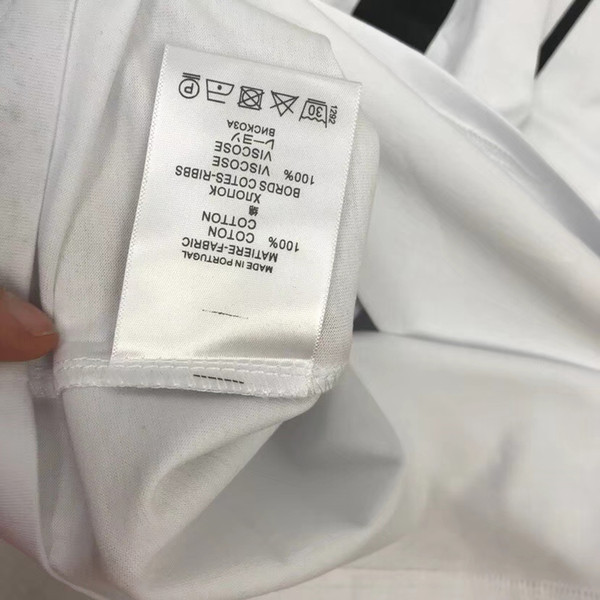 MADE IN PORTUGAL
MATIERE-FABRIC
100% COTON
COTTON
綿
ХЛОПОК
BORDS COTES-RIBBS
100% VISCOSE
VISCOSE
レーヨン
ВИСКОЗА
30
P
1292